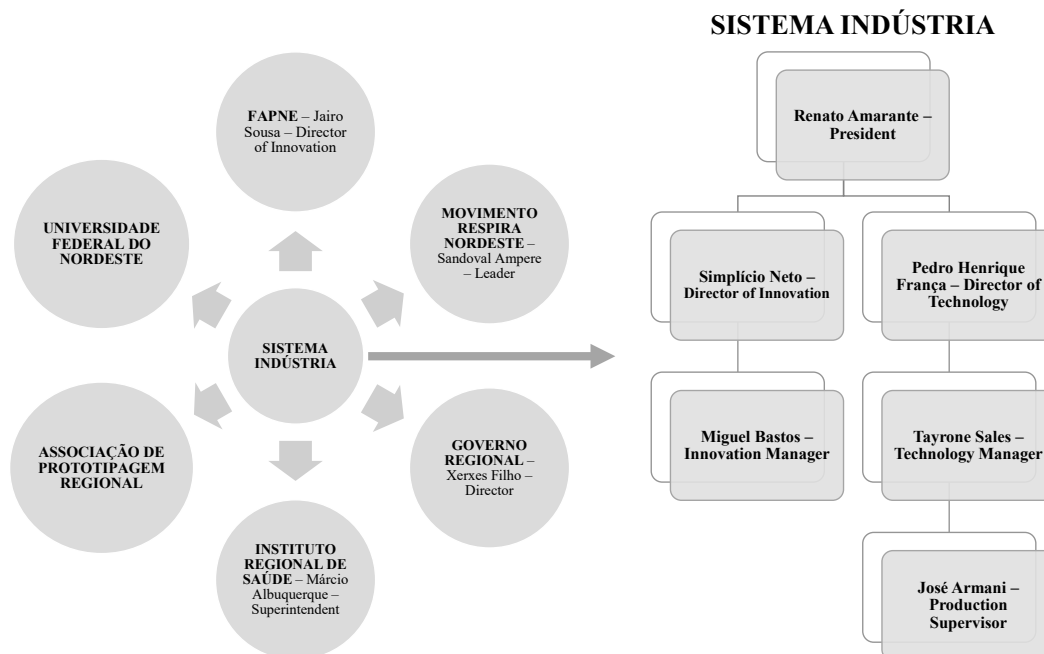 SISTEMA INDÚSTRIA
FAPNE – Jairo
Sousa – Director
of Innovation
UNIVERSIDADE
FEDERAL DO
NORDESTE
MOVIMENTO
RESPIRA
NORDESTE –
Sandoval Ampere
– Leader
SISTEMA
INDÚSTRIA
ASSOCIAÇÃO DE
PROTOTIPAGEM
REGIONAL
GOVERNO
REGIONAL –
Xerxes Filho –
Director
INSTITUTO
REGIONAL DE
SAÚDE – Márcio
Albuquerque –
Superintendent
Renato Amarante –
President
Simplício Neto –
Director of Innovation
Pedro Henrique
França – Director of
Technology
Miguel Bastos –
Innovation Manager
Tayrone Sales –
Technology Manager
José Armani –
Production
Supervisor